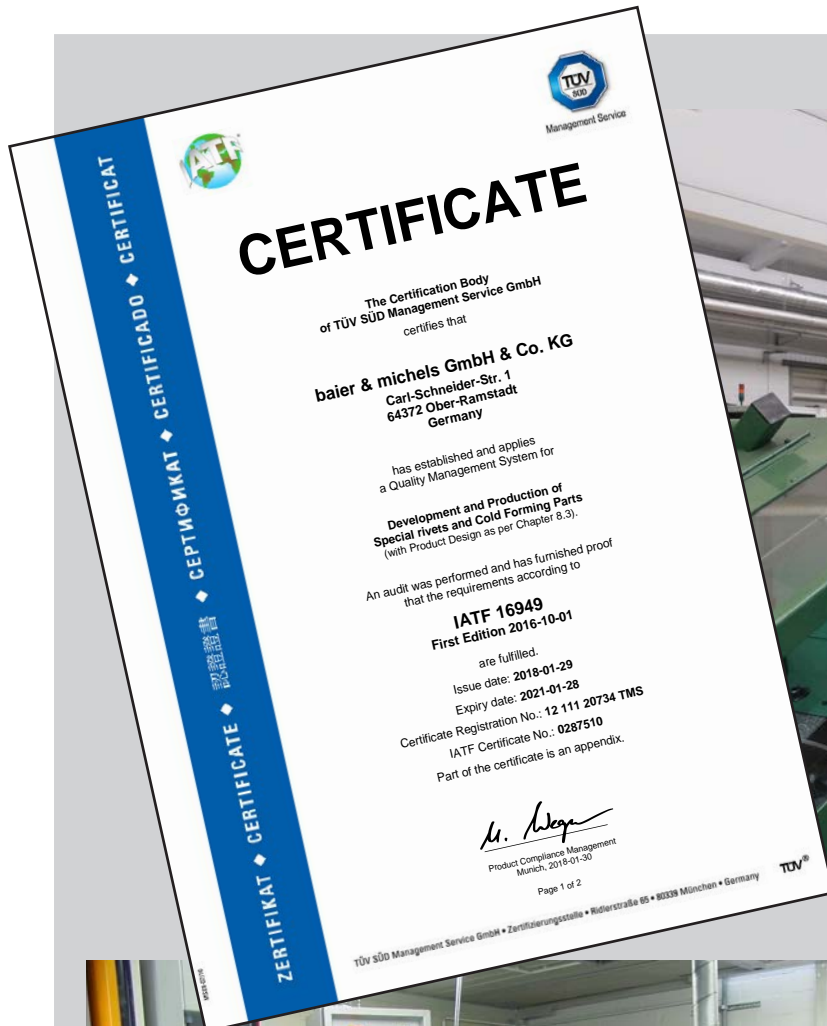 IATF
TÜV
SÜD
Management Service
CERTIFICATE
The Certification Body
of TÜV SÜD Management Service GmbH
certifies that
baier & michels GmbH & Co. KG
Carl-Schneider-Str. 1
64372 Ober-Ramstadt
Germany
has established and applies
a Quality Management System for
Development and Production of
Special rivets and Cold Forming Parts
(with Product Design as per Chapter 8.3).
An audit was performed and has furnished proof
that the requirements according to
IATF 16949
First Edition 2016-10-01
are fulfilled.
Issue date: 2018-01-29
Expiry date: 2021-01-28
Certificate Registration No.: 12 111 20734 TMS
IATF Certificate No.: 0287510
Part of the certificate is an appendix.
Product Compliance Management
Munich, 2018-01-30
Page 1 of 2
TÜV SÜD Management Service GmbH • Zertifizierungsstelle • Ridlerstraße 65 • 80339 München • Germany
TÜV®
ZERTIFIKAT ◆ CERTIFICATE ◆ 認證證書 ◆ СЕРТИФИКАТ ◆ CERTIFICADO ◆ CERTIFICAT